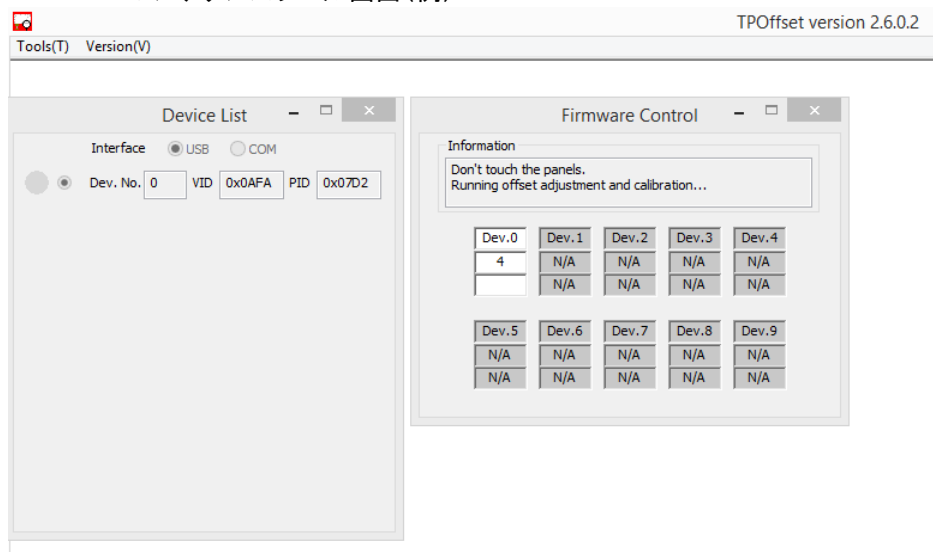 TPOffset version 2.6.0.2
Tools(T) Version(V)
Device List
Interface USB COM
Dev. No. 0 VID 0x0AFA PID 0x07D2
Firmware Control
Information
Don't touch the panels.
Running offset adjustment and calibration...
Dev.0 Dev.1 Dev.2 Dev.3 Dev.4
4 N/A N/A N/A N/A
N/A N/A N/A N/A
Dev.5 Dev.6 Dev.7 Dev.8 Dev.9
N/A N/A N/A N/A N/A
N/A N/A N/A N/A N/A